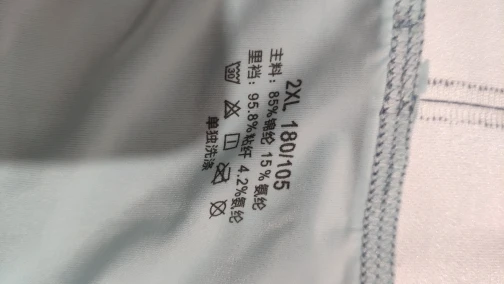 2XL 180/105
主料：85%锦纶 15%氨纶
里裆：95.8%粘纤 4.2%氨纶
30
单独洗涤